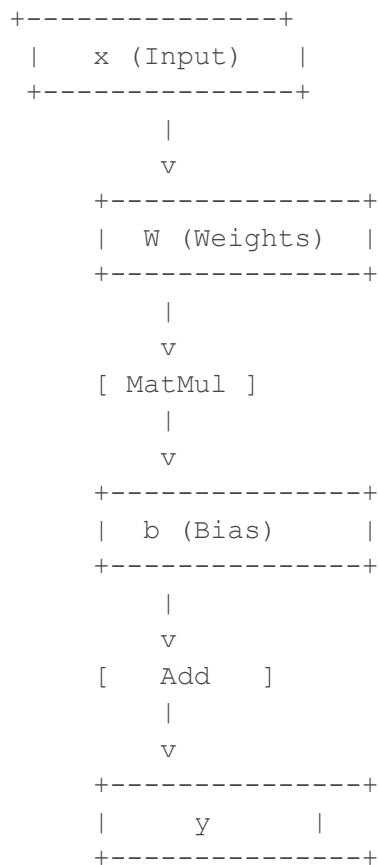 x (Input)
W (Weights)
[ MatMul ]
b (Bias)
[ Add ]
y